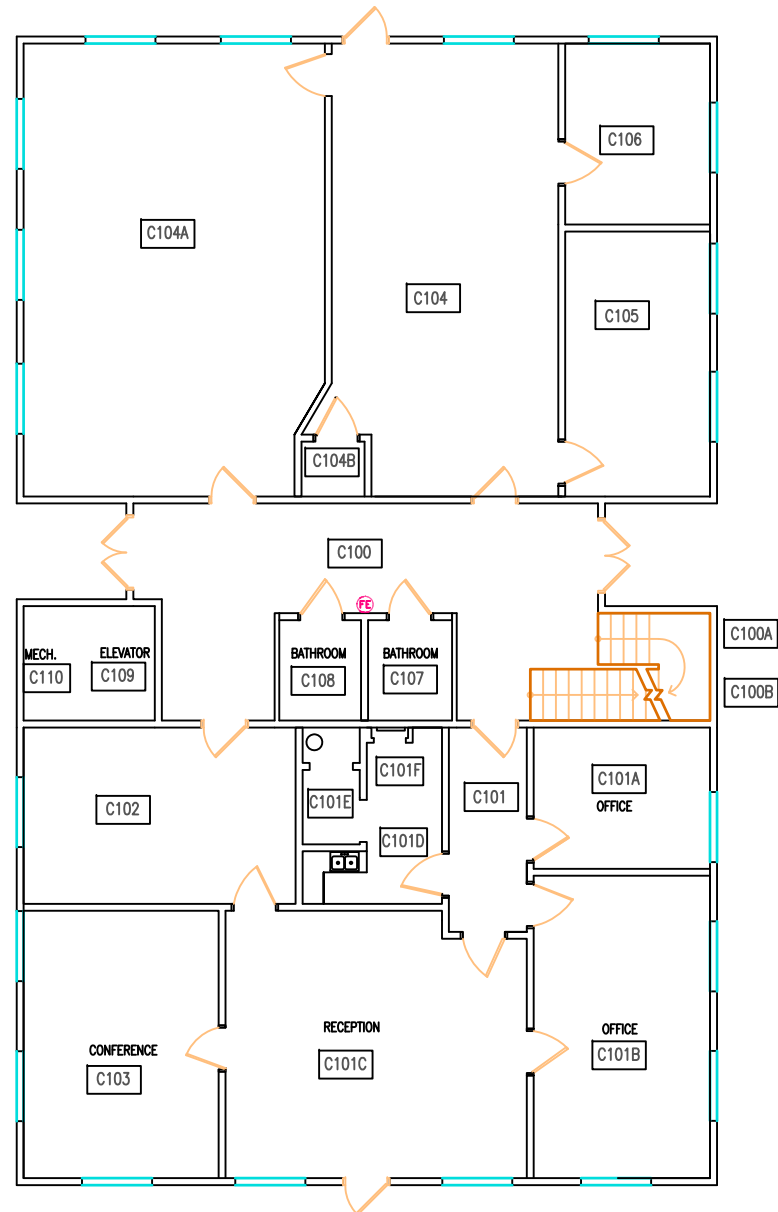 C106
C104A
C104
C105
C104B
C100
FE
C100A
MECH.
ELEVATOR
BATHROOM
BATHROOM
C110
C109
C108
C107
C100B
C101F
C101A
C101E
C101
OFFICE
C102
C101D
RECEPTION
OFFICE
CONFERENCE
C101B
C103
C101C